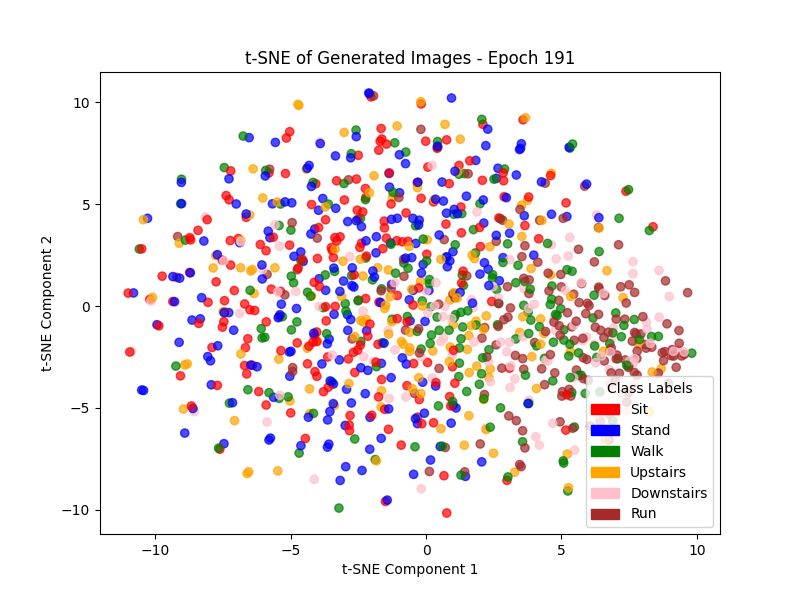 t-SNE of Generated Images - Epoch 191
t-SNE Component 2
10
5
0
−5
−10
Class Labels
Sit
Stand
Walk
Upstairs
Downstairs
Run
−10
−5
0
5
10
t-SNE Component 1